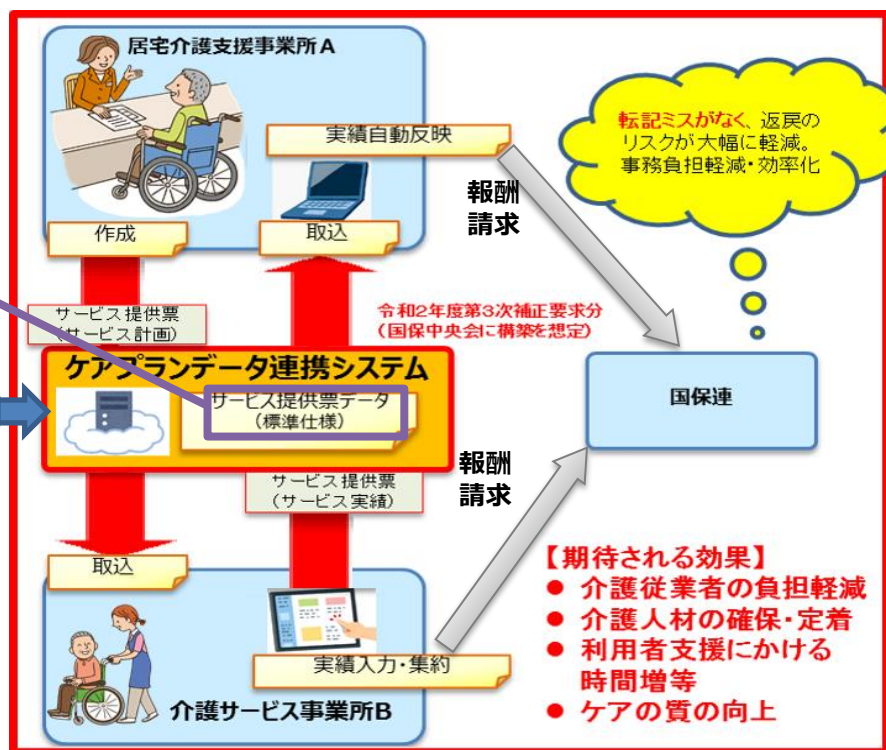 居宅介護支援事業所A
実績自動反映
作成
取込
転記ミスがなく、返戻の
リスクが大幅に軽減。
事務負担軽減・効率化
報酬
請求
サービス提供票
(サービス計画)
令和2年度第3次補正要求分
(国保中央会に構築を想定)
ケアプランデータ連携システム
サービス提供票データ
(標準仕様)
国保連
サービス提供票
(サービス実績)
報酬
請求
取込
実績入力・集約
介護サービス事業所B
【期待される効果】
● 介護従業者の負担軽減
● 介護人材の確保・定着
● 利用者支援にかける
時間増等
● ケアの質の向上